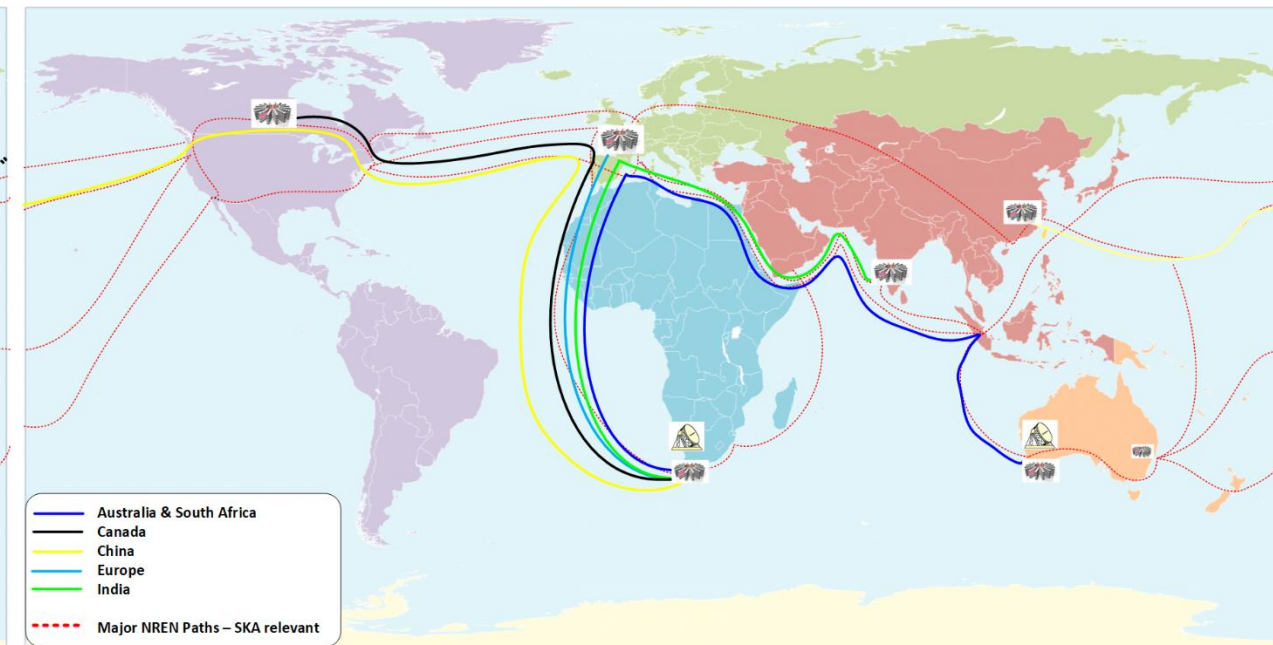 Australia & South Africa
Canada
China
Europe
India
Major NREN Paths – SKA relevant